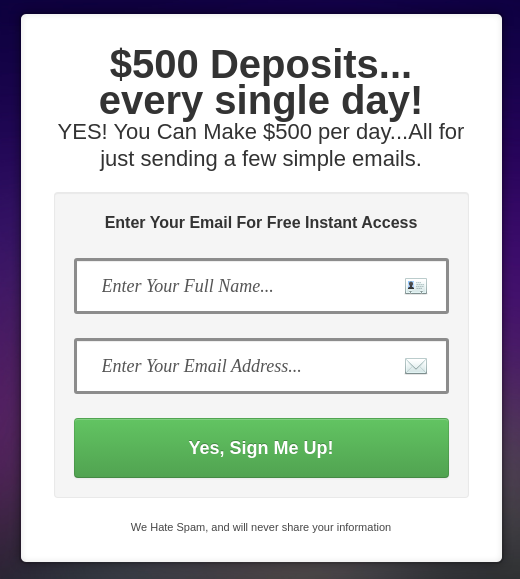 $500 Deposits...
every single day!
YES! You Can Make $500 per day...All for
just sending a few simple emails.
Enter Your Email For Free Instant Access
Enter Your Full Name...
Enter Your Email Address...
Yes, Sign Me Up!
We Hate Spam, and will never share your information